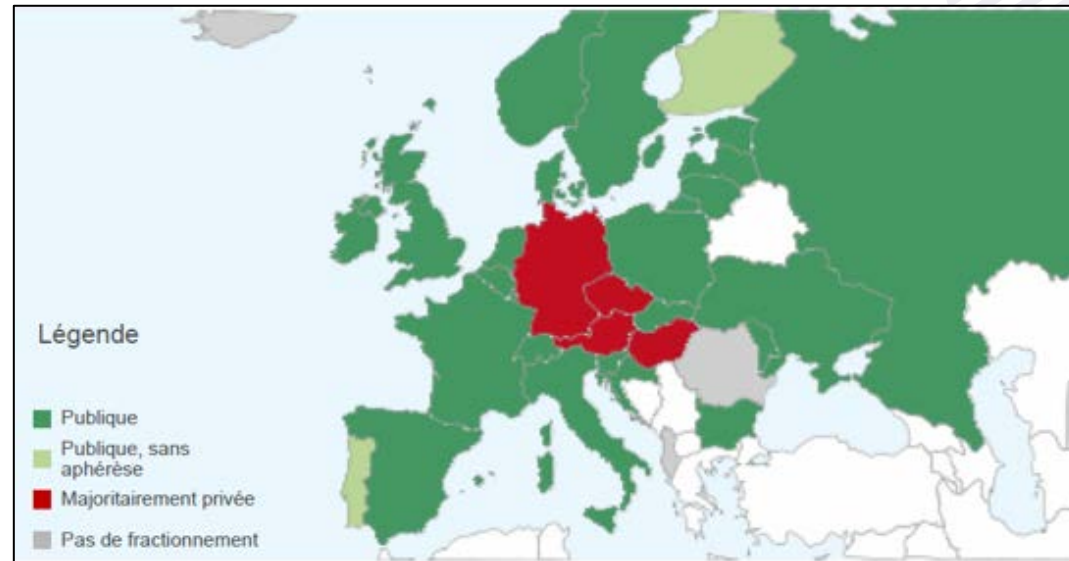 Légende
Publique
Publique, sans
aphérèse
Majoritairement privée
Pas de fractionnement